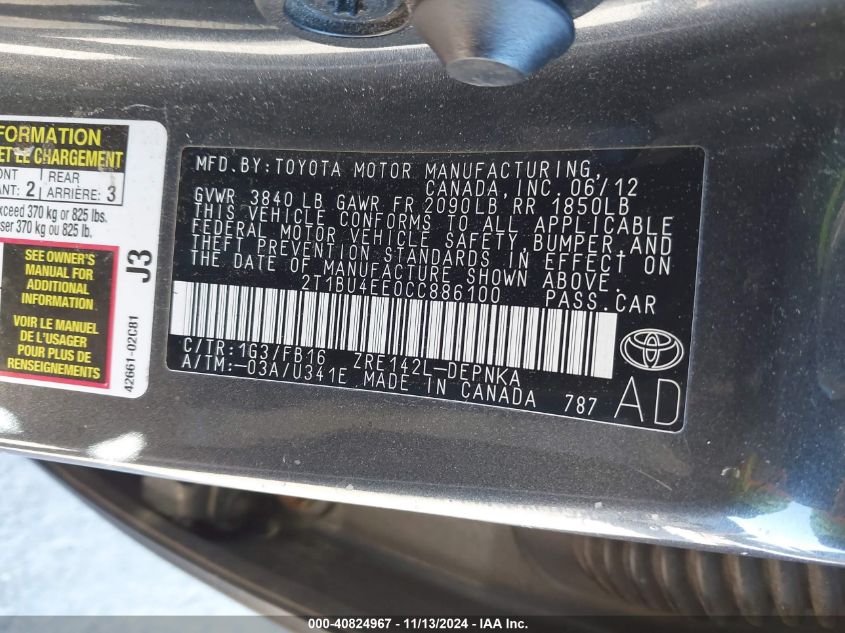 FORMATION
ET LE CHARGEMENT
REAR
ANT: 2 ARRIÈRE: 3
exceed 370 kg or 825 lbs.
ser 370 kg ou 825 lb.
SEE OWNER'S
MANUAL FOR
ADDITIONAL
INFORMATION
VOIR LE MANUEL
DE L'USAGER
POUR PLUS DE
RENSEIGNEMENTS
J3
42661-02C81
MFD.BY:TOYOTA MOTOR MANUFACTURING,
CANADA, INC. 06/12
GVWR 3840 LB GAWR FR 2090LB RR 1850LB
THIS VEHICLE CONFORMS TO ALL APPLICABLE
FEDERAL MOTOR VEHICLE SAFETY, BUMPER, AND
THEFT PREVENTION STANDARDS IN EFFECT ON
THE DATE OF MANUFACTURE SHOWN ABOVE.
2T1BU4EE0CC886100 PASS.CAR
C/TR:1G3/FB16 ZRE142L-DEPNKA
A/TM:-03A/U341E MADE IN CANADA 787
AD
TOYOTA
000-40824967 - 11/13/2024 - IAA Inc.